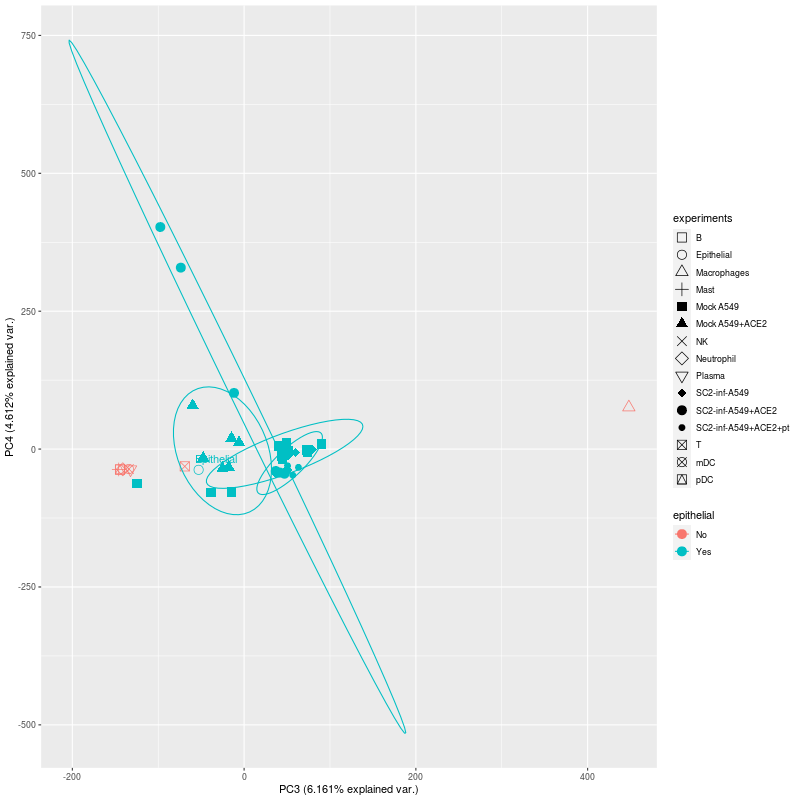 750
500
250
0
-250
-500
PC4 (4.612% explained var.)
Epithelial
-200
0
200
400
PC3 (6.161% explained var.)
experiments
B
Epithelial
Macrophages
Mast
Mock A549
Mock A549+ACE2
NK
Neutrophil
Plasma
SC2-inf-A549
SC2-inf-A549+ACE2
SC2-inf-A549+ACE2+pt
T
mDC
pDC
epithelial
No
Yes